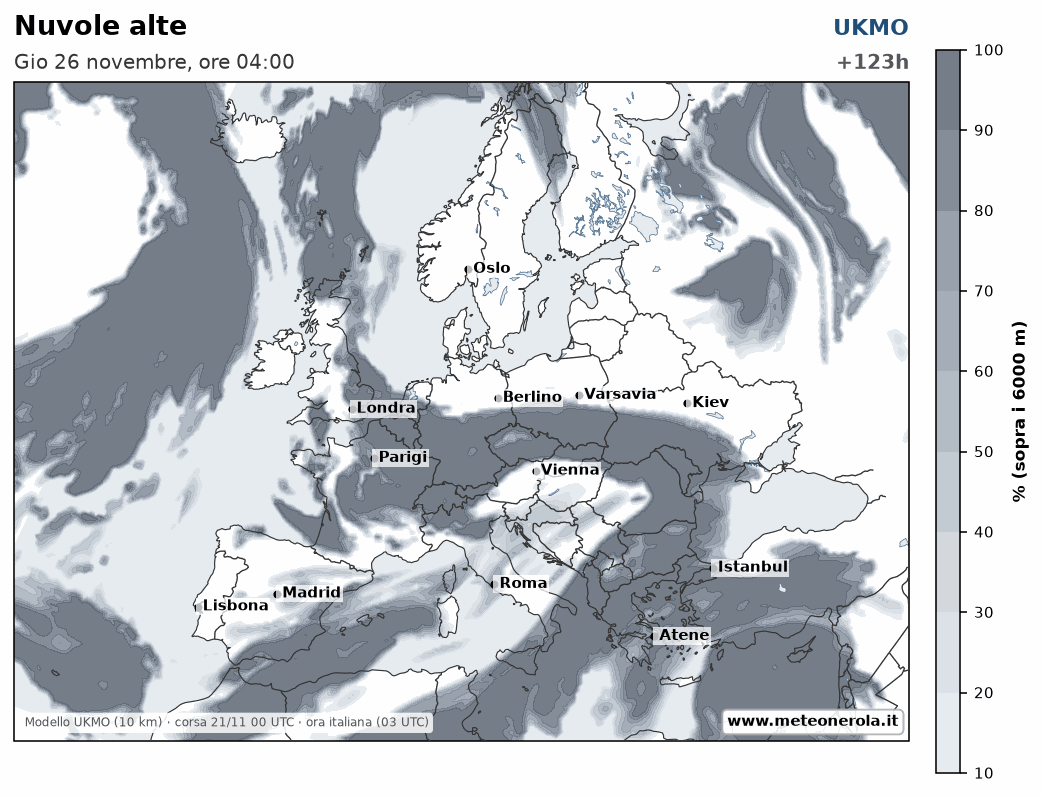 Nuvole alte
UKMO
Gio 26 novembre, ore 04:00
+123h
100
90
80
70
60
50
40
30
20
10
% (sopra i 6000 m)
Oslo
Londra
Berlino
Varsavia
Kiev
Parigi
Vienna
Roma
Istanbul
Madrid
Lisbona
Atene
Modello UKMO (10 km) · corsa 21/11 00 UTC · ora italiana (03 UTC)
www.meteonerola.it